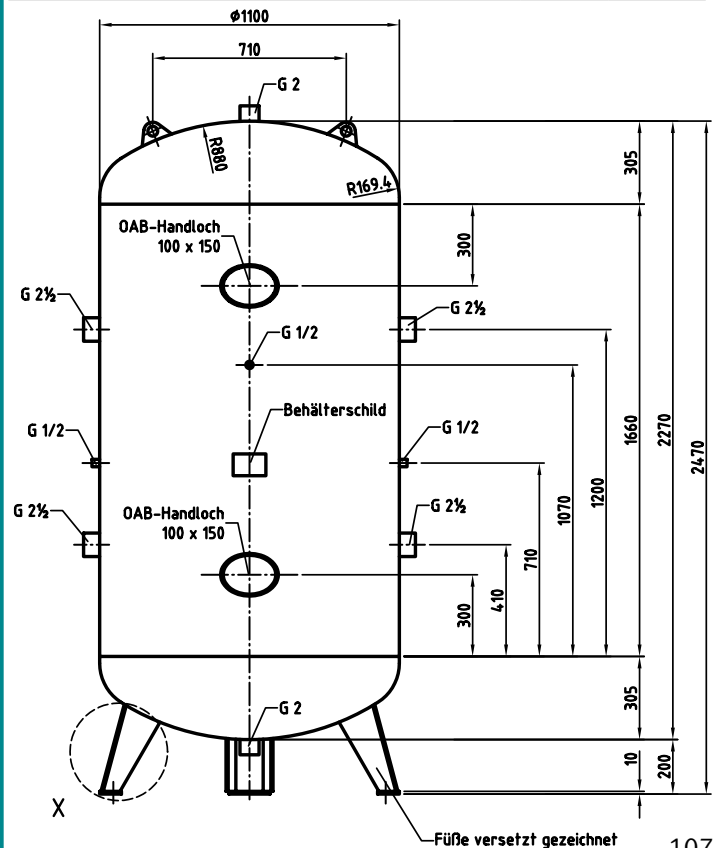 ø1100
710
G 2
R880
R169.4
305
OAB-Handloch
100 x 150
300
G 2½
G 2½
G 1/2
1660
2270
2470
Behälterschild
G 1/2
G 1/2
1200
1070
G 2½
OAB-Handloch
100 x 150
G 2½
710
410
300
G 2
305
10
200
X
Füße versetzt gezeichnet
107